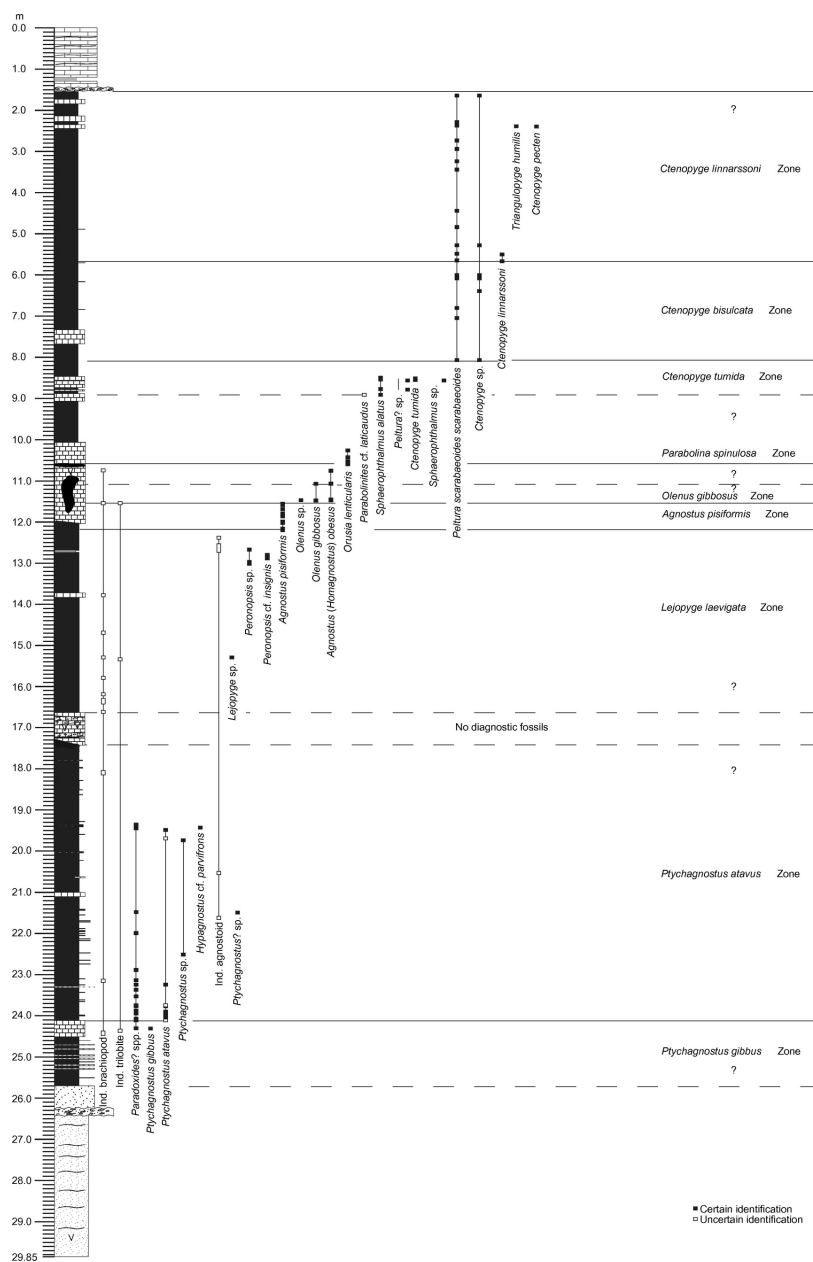 m
0.0
1.0
2.0
3.0
4.0
5.0
6.0
7.0
8.0
9.0
10.0
11.0
12.0
13.0
14.0
15.0
16.0
17.0
18.0
19.0
20.0
21.0
22.0
23.0
24.0
25.0
26.0
27.0
28.0
29.0
29.85
V
Ind. brachiopod
Ind. trilobite
Paradoxides? spp.
Ptychagnostus gibbus
Ptychagnostus atavus
Ptychagnostus sp.
Hypagnostus cf. parvifrons
Ind. agnostoid
Ptychagnostus? sp.
Lejopyge sp.
Peronopsis sp.
Peronopsis cf. insignis
Agnostus pisiformis
Olenus sp.
Olenus gibbosus
Agnostus (Homagnostus) obesus
Orusia lenticularis
Parabolinites cf. laticaudus
Sphaerophthalmus alatus
Peltura? sp.
Ctenopyge tumida
Sphaerophthalmus sp.
Peltura scarabaeoides scarabaeoides
Ctenopyge sp.
Ctenopyge linnarssoni
Triangulopyge humilis
Ctenopyge pecten
?
Ctenopyge linnarssoni Zone
Ctenopyge bisulcata Zone
Ctenopyge tumida Zone
?
Parabolina spinulosa Zone
?
?
Olenus gibbosus Zone
Agnostus pisiformis Zone
Lejopyge laevigata Zone
?
No diagnostic fossils
?
Ptychagnostus atavus Zone
Ptychagnostus gibbus Zone
?
Certain identification
Uncertain identification